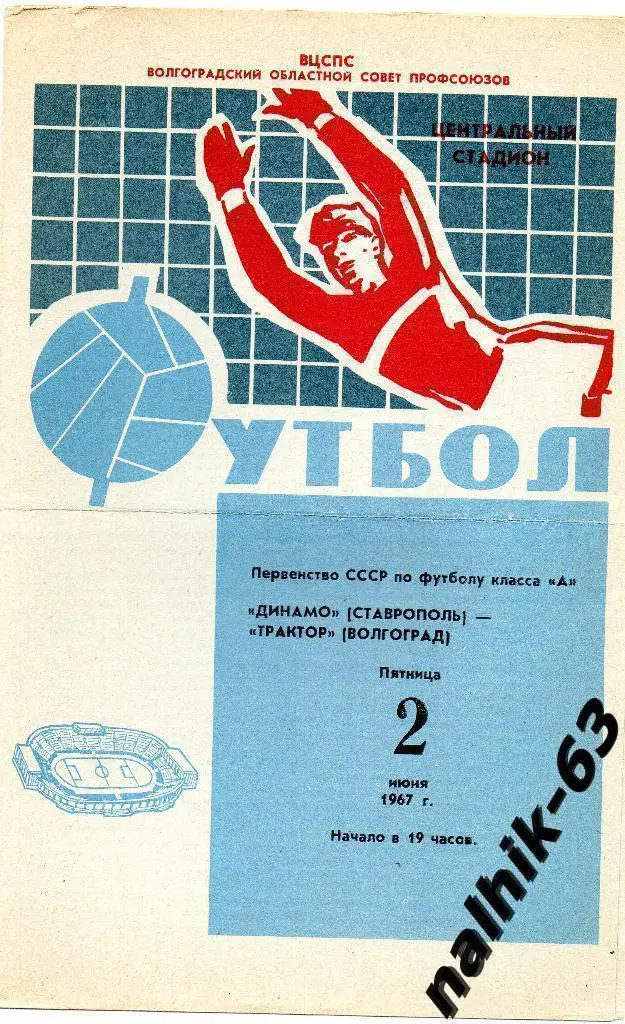 ВЦСПС
ВОЛГОГРАДСКИЙ ОБЛАСТНОЙ СОВЕТ ПРОФСОЮЗОВ
ЦЕНТРАЛЬНЫЙ
СТАДИОН
ФУТБОЛ
Первенство СССР по футболу класса «А»
«ДИНАМО» (СТАВРОПОЛЬ) —
«ТРАКТОР» (ВОЛГОГРАД)
Пятница
2
июня
1967 г.
Начало в 19 часов.
nalhik-63